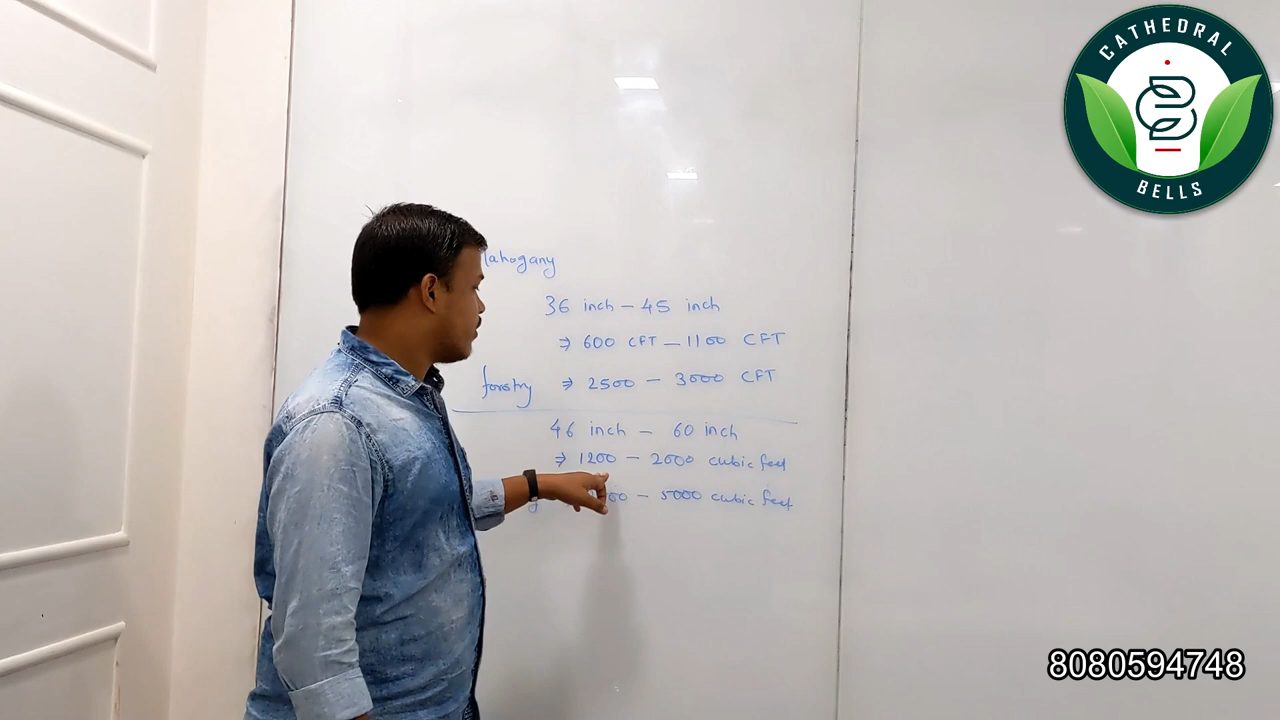 CATHEDRAL
BELLS
Mahogany
36 inch – 45 inch
⇒ 600 CFT – 1100 CFT
forestry ⇒ 2500 – 3000 CFT
46 inch – 60 inch
⇒ 1200 – 2000 cubic feet
– 5000 cubic feet
8080594748